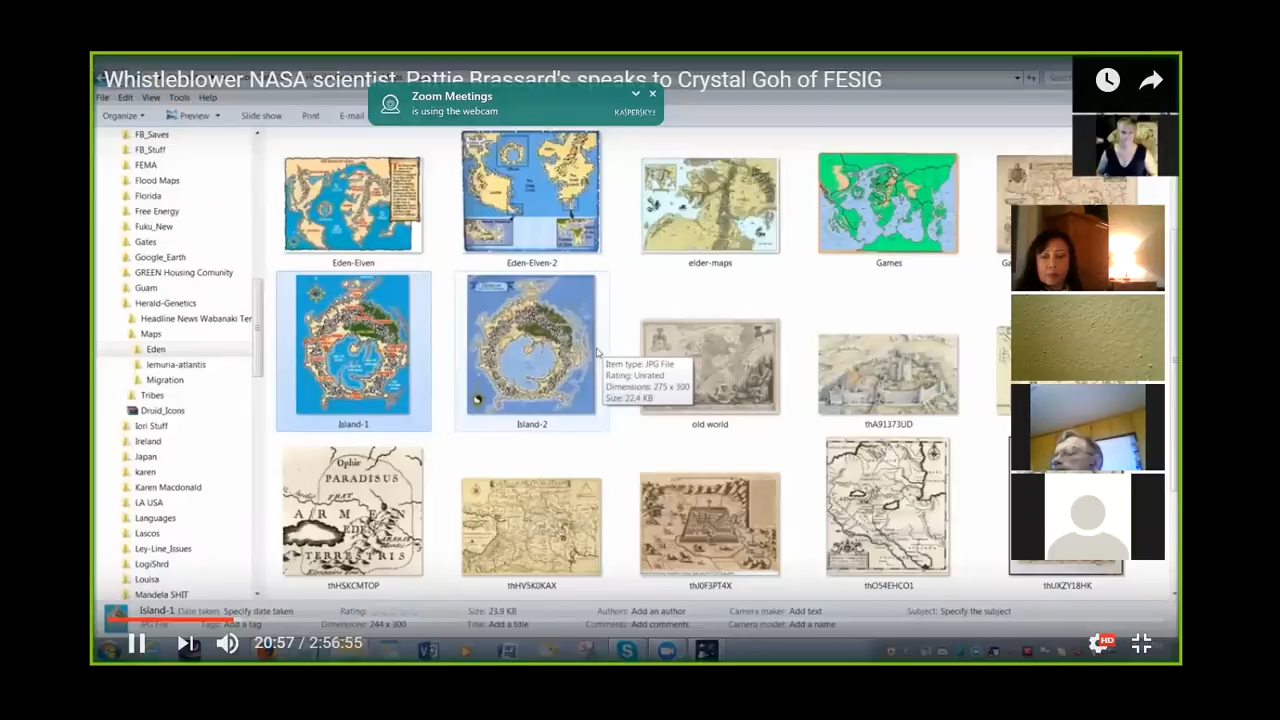 Whistleblower NASA scientist, Pattie Brassard's speaks to Crystal Goh of FESIG
Zoom Meetings
is using the webcam
KASPERSKY
File Edit View Tools Help
Organize Preview Slide show Print E-mail
FB_Saves
FB_Stuff
FEMA
Flood Maps
Florida
Free Energy
Fuku_New
Gates
Google_Earth
GREEN Housing Comunity
Guam
Herald-Genetics
Headline News Wabanaki Ter
Maps
Eden
lemuria-atlantis
Migration
Tribes
Druid_Icons
Iori Stuff
Ireland
Japan
karen
Karen Macdonald
LA USA
Languages
Lascos
Ley-Line_Issues
LogiShrd
Louisa
Mandela SHIT
Eden-Elven
Eden-Elven-2
elder-maps
Games
Island-1
Island-2
old world
thA91373UD
Item type: JPG File
Rating: Unrated
Dimensions: 275 x 300
Size: 22.4 KB
Ophir
PARADISUS
EDEN
TERRESTRIS
thHSKCMTOP
thHV5K0KAX
thJ0F3PT4X
thO54EHCO1
thUXZY18HK
Island-1 Date taken: Specify date taken Rating: Size: 23.9 KB Authors: Add an author Camera maker: Add text Subject: Specify the subject
JPG File Tags: Add a tag Dimensions: 244 x 300 Title: Add a title Comments: Add comments Camera model: Add a name
20:57 / 2:56:55
HD